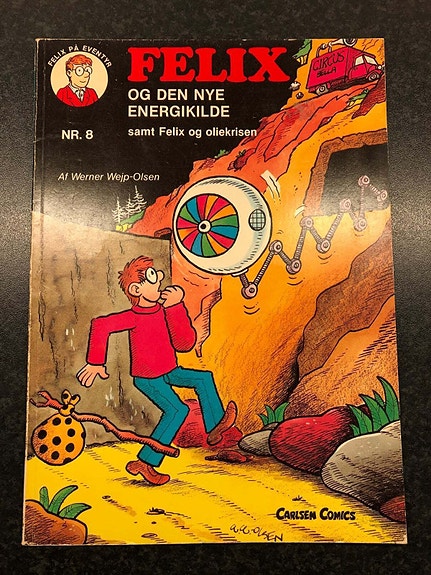 FELIX PÅ EVENTYR
FELIX
OG DEN NYE
ENERGIKILDE
samt Felix og oliekrisen
NR. 8
Af Werner Wejp-Olsen
CIRCUS
BELLA
W.W.OLSEN
CARLSEN COMICS